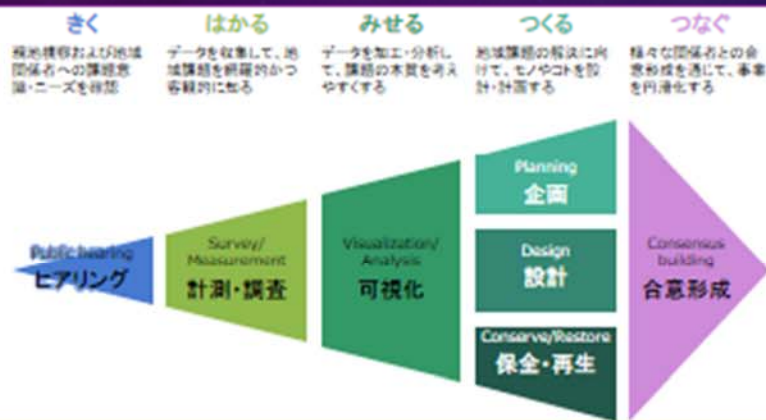 きく
はかる
みせる
つくる
つなぐ
現地視察および地域
関係者への課題意
識・ニーズを確認
データを収集して、地
域課題を網羅的かつ
客観的に知る
データを加工・分析し
て、課題の本質を考え
やすくする
地域課題の解決に向
けて、モノやコトを設
計・計画する
様々な関係者との合
意形成を通じて、事業
を円滑化する
Public hearing
ヒアリング
Survey/
Measurement
計測・調査
Visualization/
Analysis
可視化
Planning
企画
Design
設計
Conserve/Restore
保全・再生
Consensus
building
合意形成